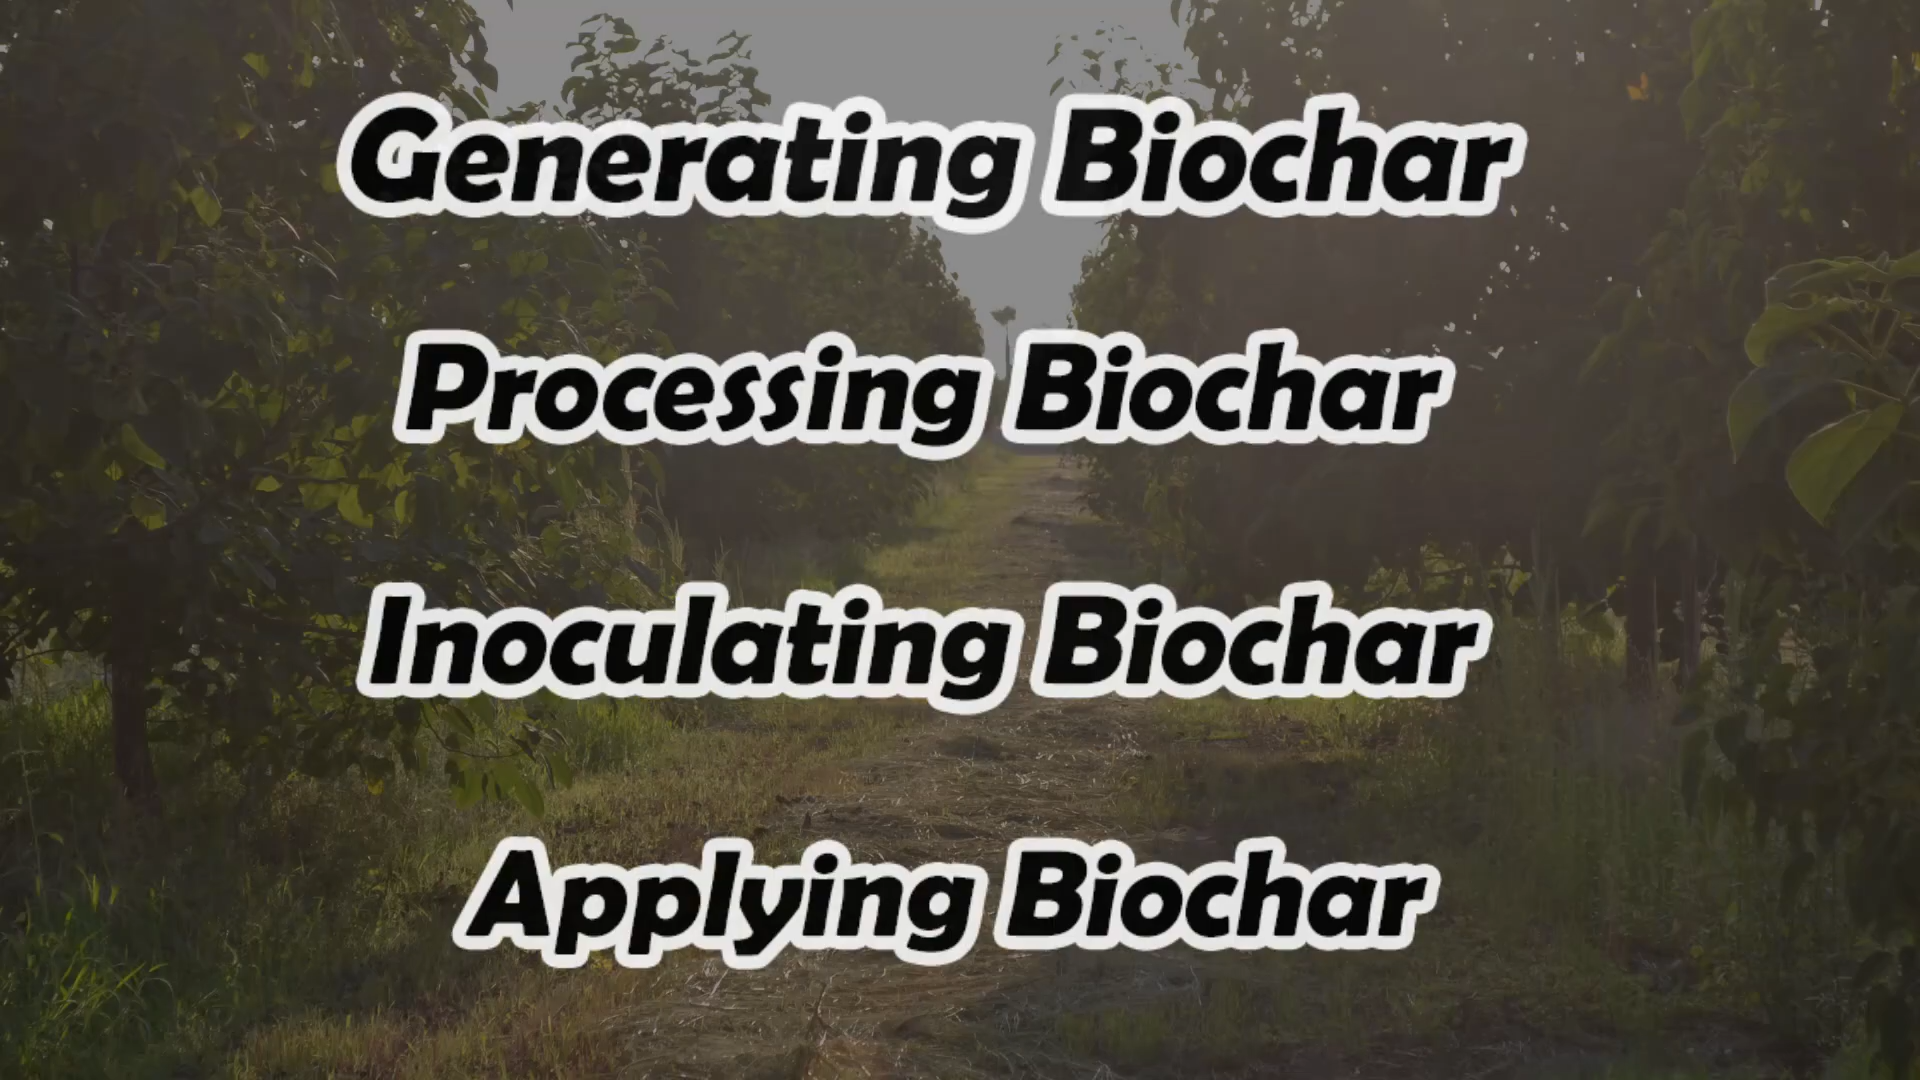 Generating Biochar
Processing Biochar
Inoculating Biochar
Applying Biochar